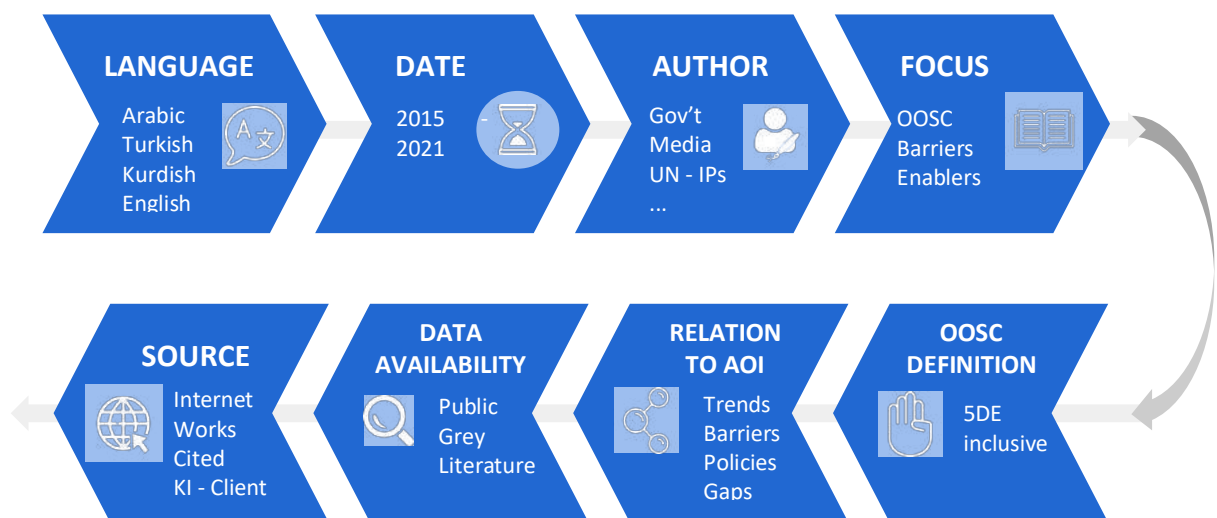 LANGUAGE
Arabic
Turkish
Kurdish
English
DATE
2015 -
2021
AUTHOR
Gov’t
Media
UN - IPs
...
FOCUS
OOSC
Barriers
Enablers
OOSC
DEFINITION
5DE
inclusive
RELATION
TO AOI
Trends
Barriers
Policies
Gaps
DATA
AVAILABILITY
Public
Grey
Literature
SOURCE
Internet
Works
Cited
KI - Client